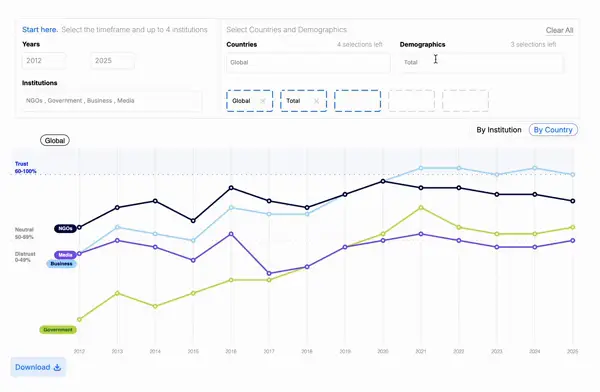 Start here. Select the timeframe and up to 4 institutions
Select Countries and Demographics
Clear All
Years
Countries
4 selections left
Demographics
3 selections left
2012
2025
Global
Total
Institutions
NGOs , Government , Business , Media
Global
Total
By Institution
By Country
Global
Trust
60-100%
NGOs
Neutral
50-59%
Media
Distrust
0-49%
Business
Government
2012 2013 2014 2015 2016 2017 2018 2019 2020 2021 2022 2023 2024 2025
Download